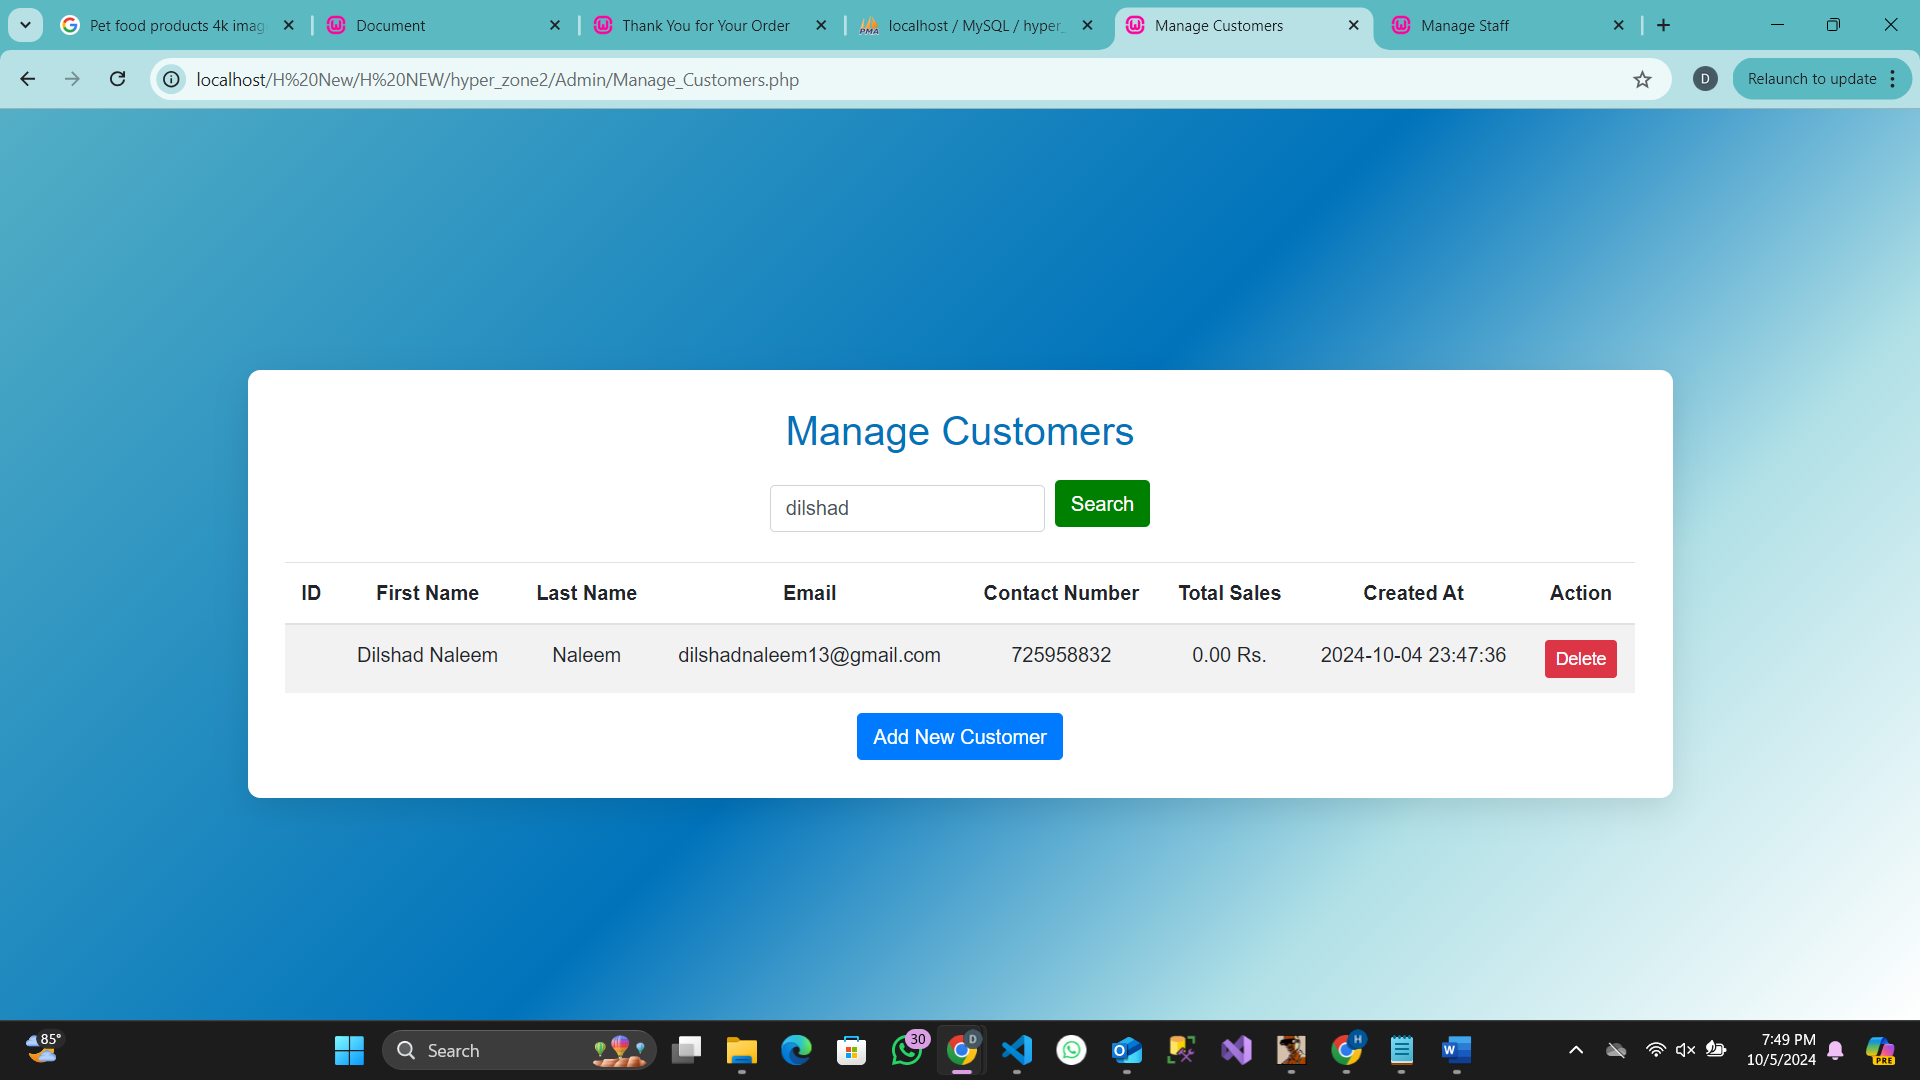 Pet food products 4k imag
Document
Thank You for Your Order
PMA
localhost / MySQL / hyper_
Manage Customers
Manage Staff
localhost/H%20New/H%20NEW/hyper_zone2/Admin/Manage_Customers.php
D
Relaunch to update
Manage Customers
dilshad
Search
ID First Name Last Name Email Contact Number Total Sales Created At Action
Dilshad Naleem Naleem dilshadnaleem13@gmail.com 725958832 0.00 Rs. 2024-10-04 23:47:36 Delete
Add New Customer
85°
Search
30
D
H
7:49 PM
10/5/2024
PRE